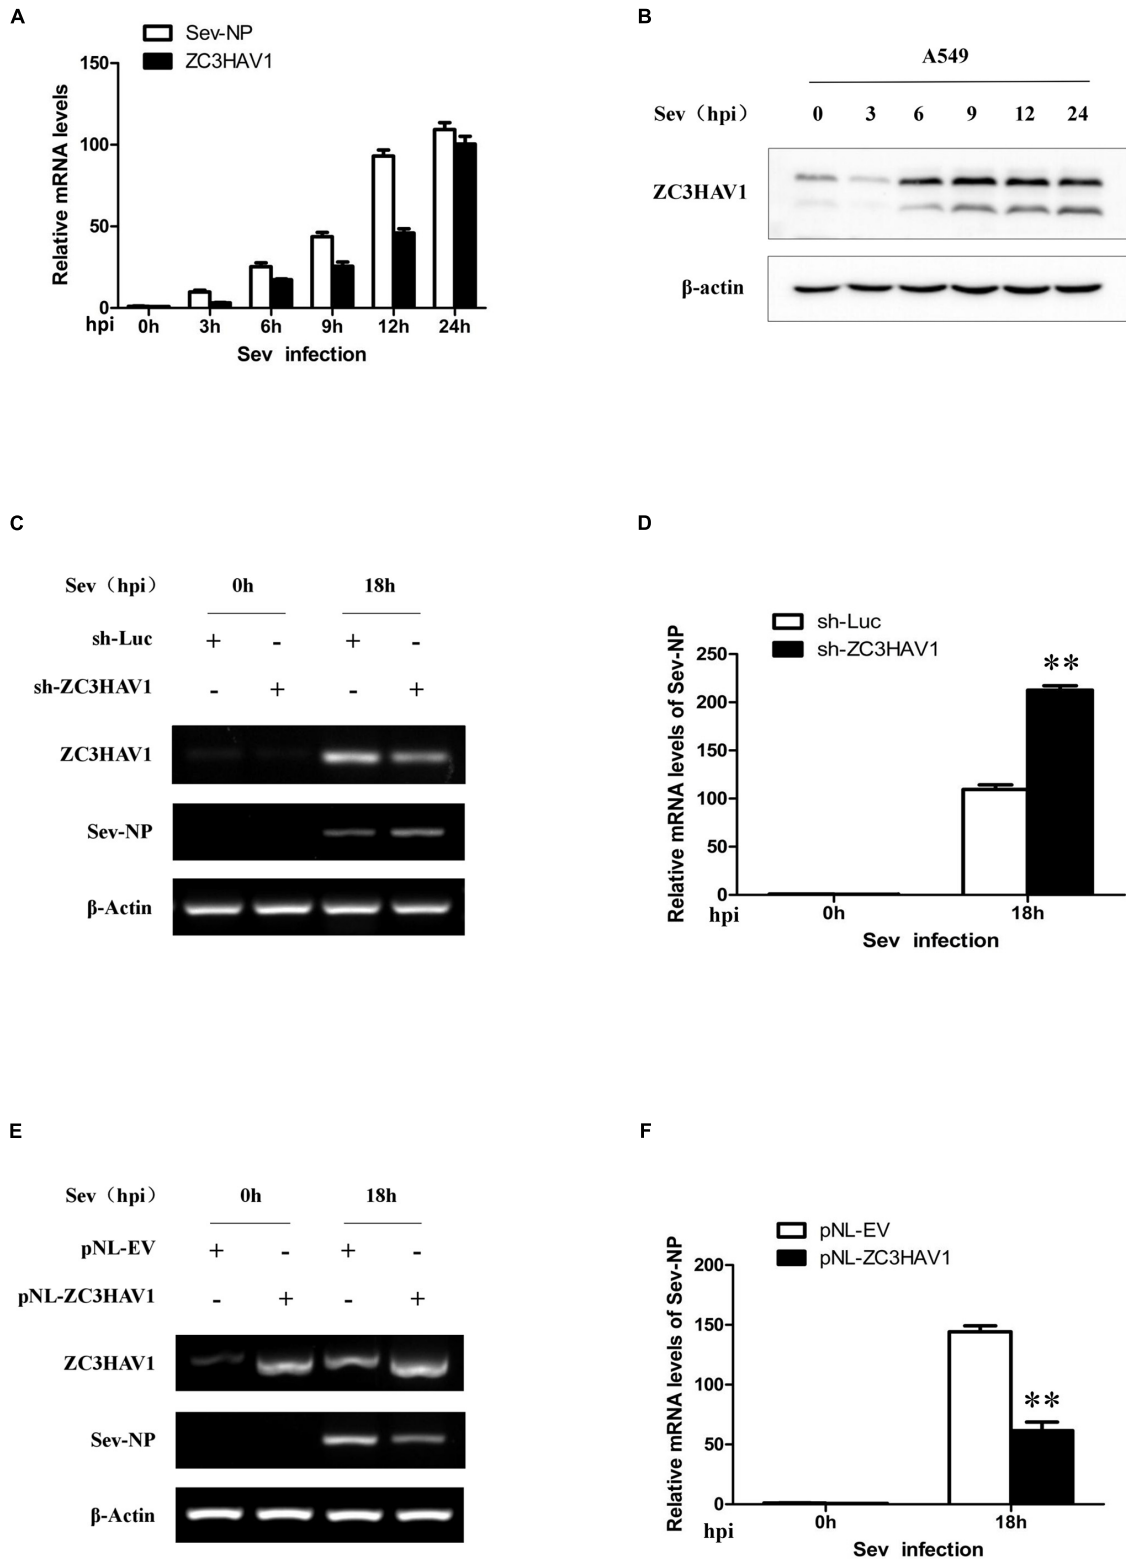 A
Sev-NP
ZC3HAV1
Relative mRNA levels
150
100
50
0
hpi 0h 3h 6h 9h 12h 24h
Sev infection
B
A549
Sev（hpi） 0 3 6 9 12 24
ZC3HAV1
β-actin
C
Sev（hpi） 0h 18h
sh-Luc + - + -
sh-ZC3HAV1 - + - +
ZC3HAV1
Sev-NP
β-Actin
D
sh-Luc
sh-ZC3HAV1
Relative mRNA levels of Sev-NP
250
200
150
100
50
0
**
hpi 0h 18h
Sev infection
E
Sev（hpi） 0h 18h
pNL-EV + - + -
pNL-ZC3HAV1 - + - +
ZC3HAV1
Sev-NP
β-Actin
F
pNL-EV
pNL-ZC3HAV1
Relative mRNA levels of Sev-NP
200
150
100
50
0
**
hpi 0h 18h
Sev infection